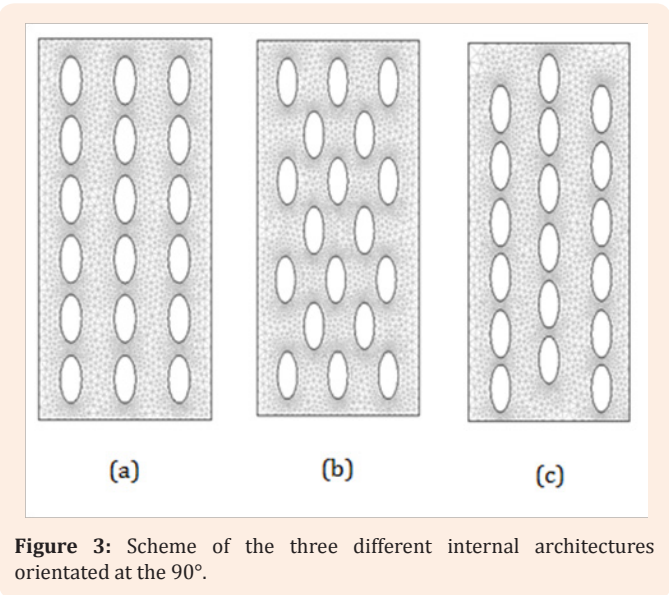 (a)
(b)
(c)
Figure 3: Scheme of the three different internal architectures
orientated at the 90°.